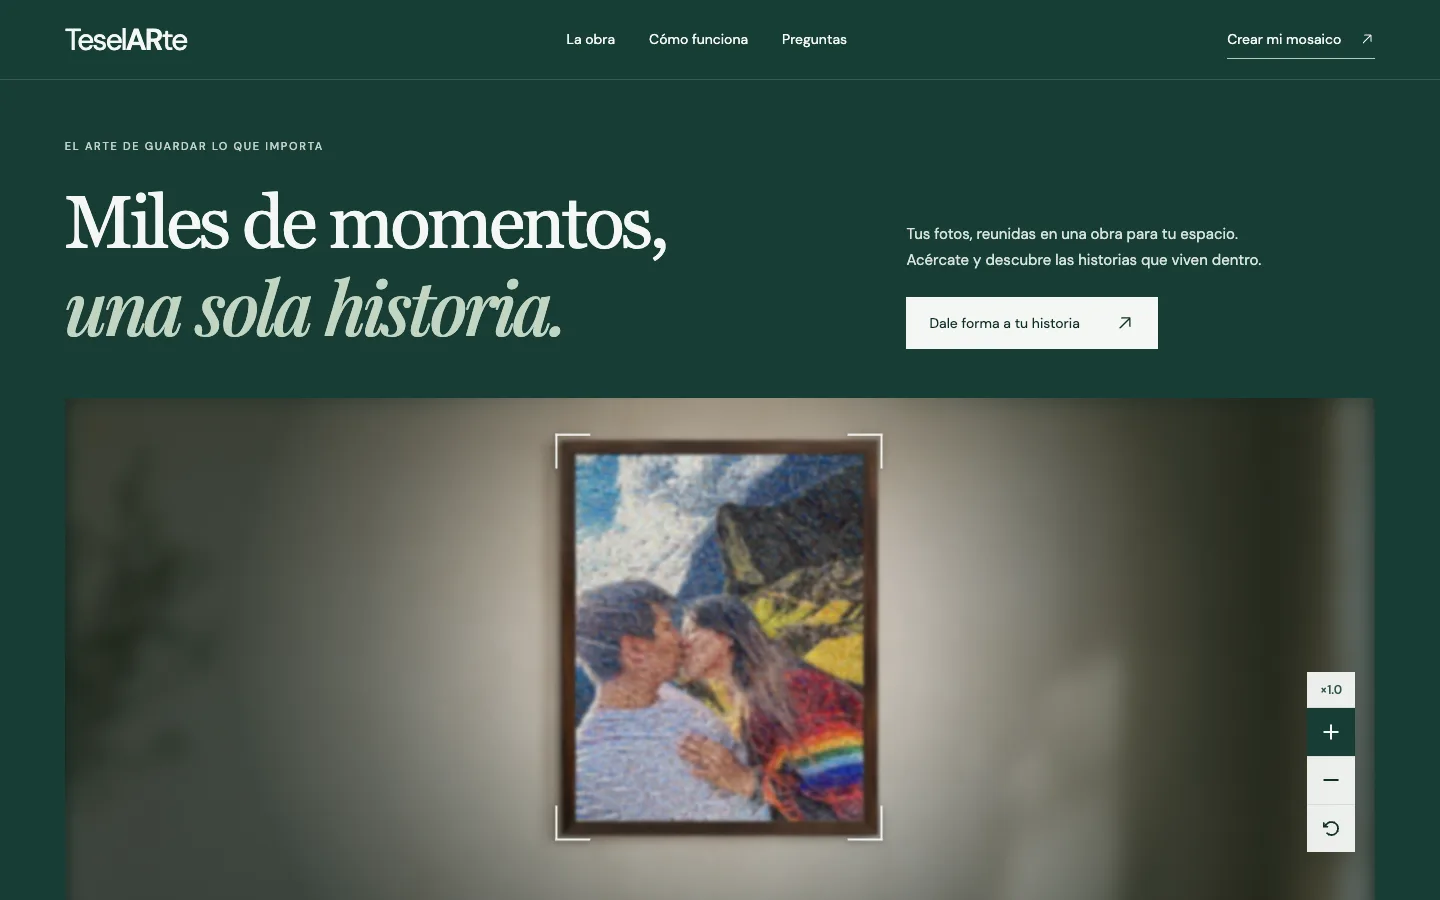 TeselARte
La obra
Cómo funciona
Preguntas
Crear mi mosaico
EL ARTE DE GUARDAR LO QUE IMPORTA
Miles de momentos,
una sola historia.
Tus fotos, reunidas en una obra para tu espacio.
Acércate y descubre las historias que viven dentro.
Dale forma a tu historia
×1.0